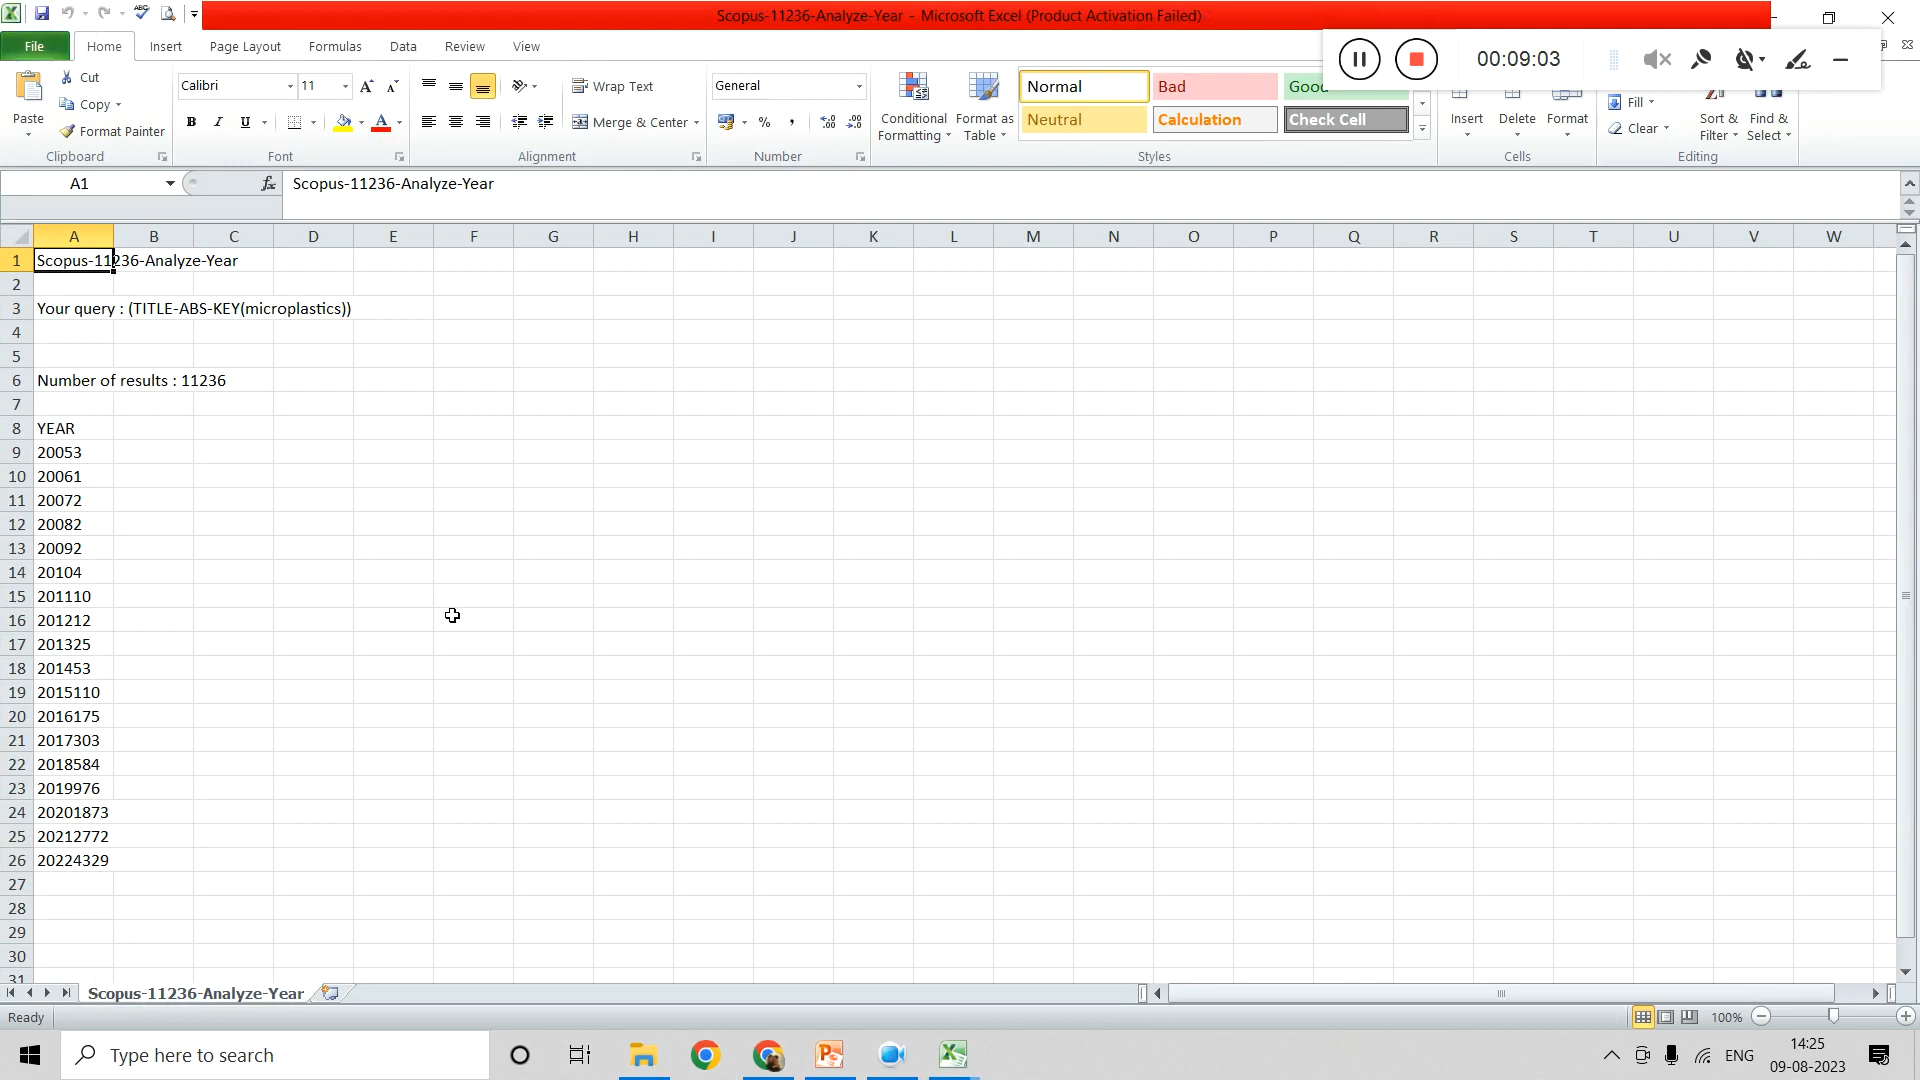 Scopus-11236-Analyze-Year - Microsoft Excel (Product Activation Failed)
File Home Insert Page Layout Formulas Data Review View
00:09:03
Cut
Copy
Format Painter
Paste
Clipboard
Calibri 11
B I U
Font
Wrap Text
Merge & Center
Alignment
General
Number
Conditional Formatting
Format as Table
Normal Bad Good
Neutral Calculation Check Cell
Styles
Insert Delete Format
Cells
Fill
Clear
Sort & Filter
Find & Select
Editing
A1 fx Scopus-11236-Analyze-Year
A B C D E F G H I J K L M N O P Q R S T U V W
1 Scopus-11236-Analyze-Year
2
3 Your query : (TITLE-ABS-KEY(microplastics))
4
5
6 Number of results : 11236
7
8 YEAR
9 20053
10 20061
11 20072
12 20082
13 20092
14 20104
15 201110
16 201212
17 201325
18 201453
19 2015110
20 2016175
21 2017303
22 2018584
23 2019976
24 20201873
25 20212772
26 20224329
27
28
29
30
31
Scopus-11236-Analyze-Year
Ready 100%
Type here to search
ENG
14:25
09-08-2023